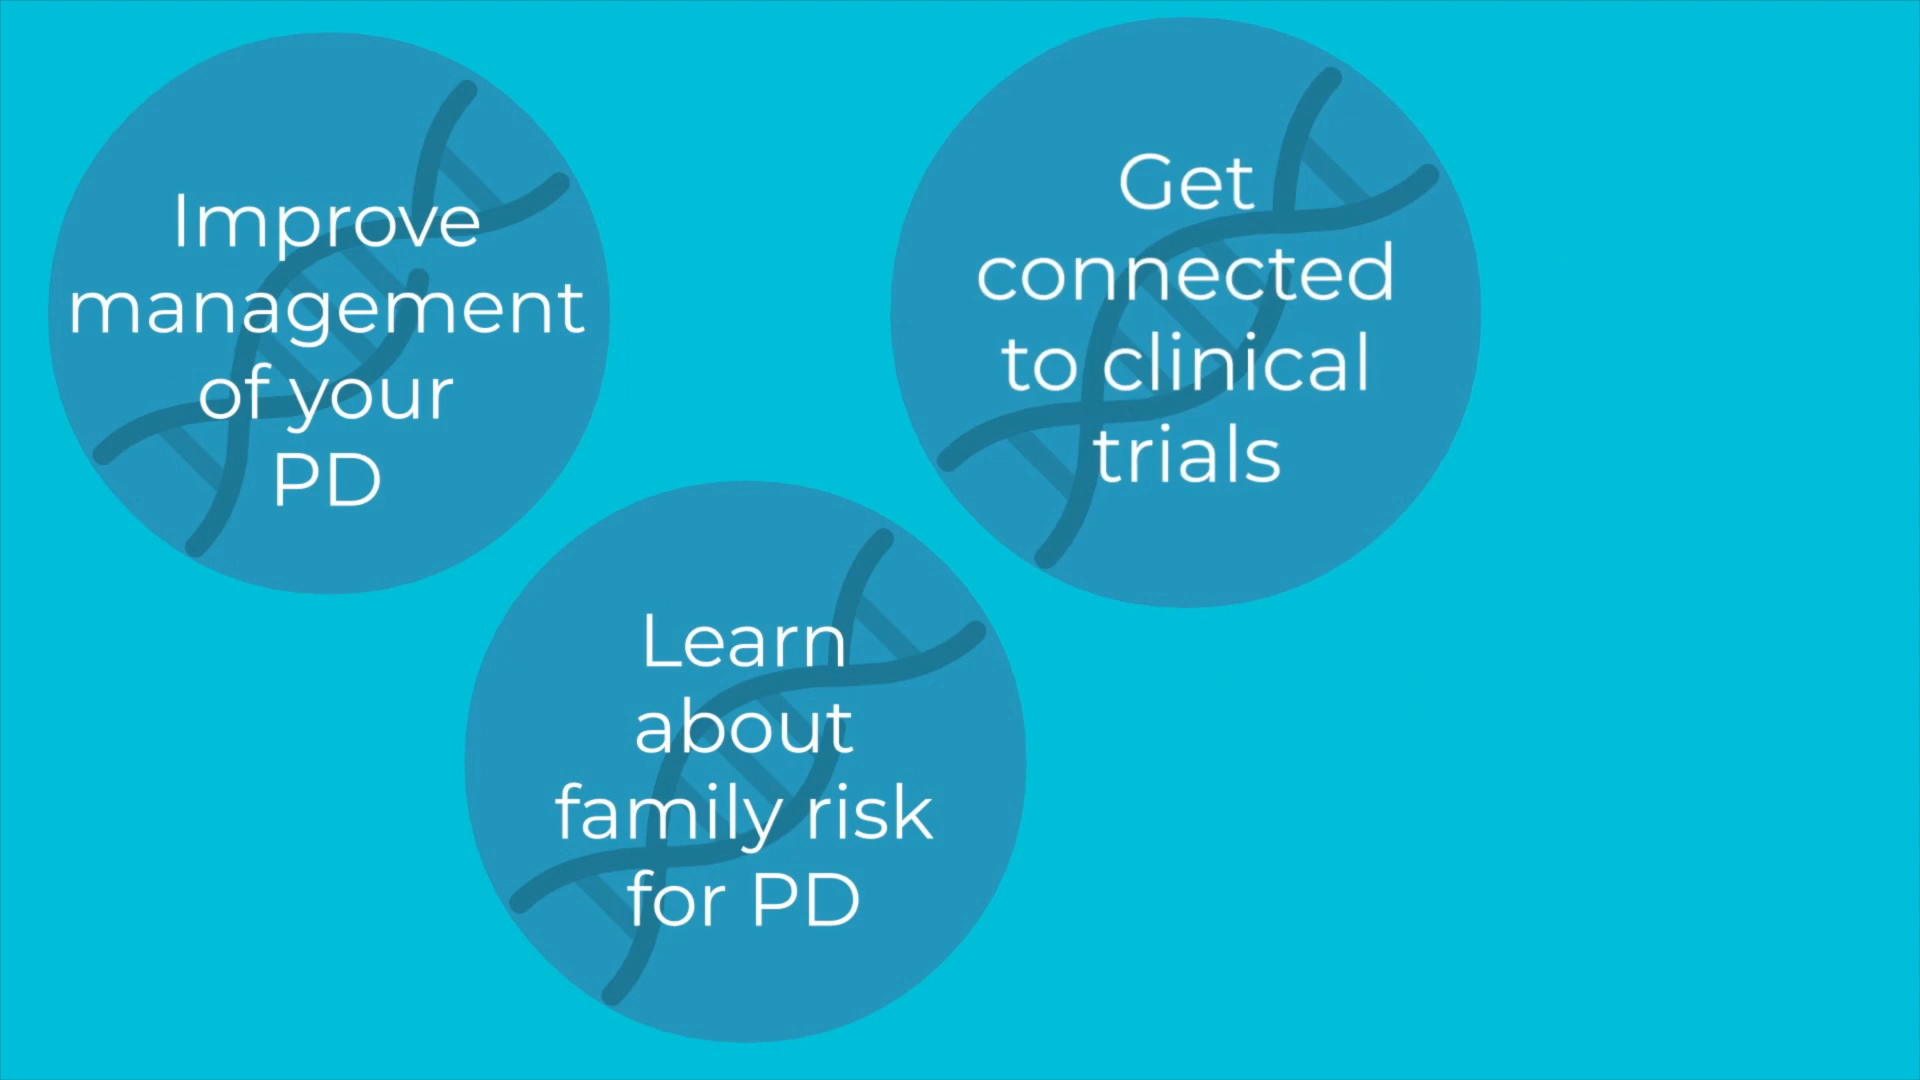 Improve
management
of your
PD
Get
connected
to clinical
trials
Learn
about
family risk
for PD